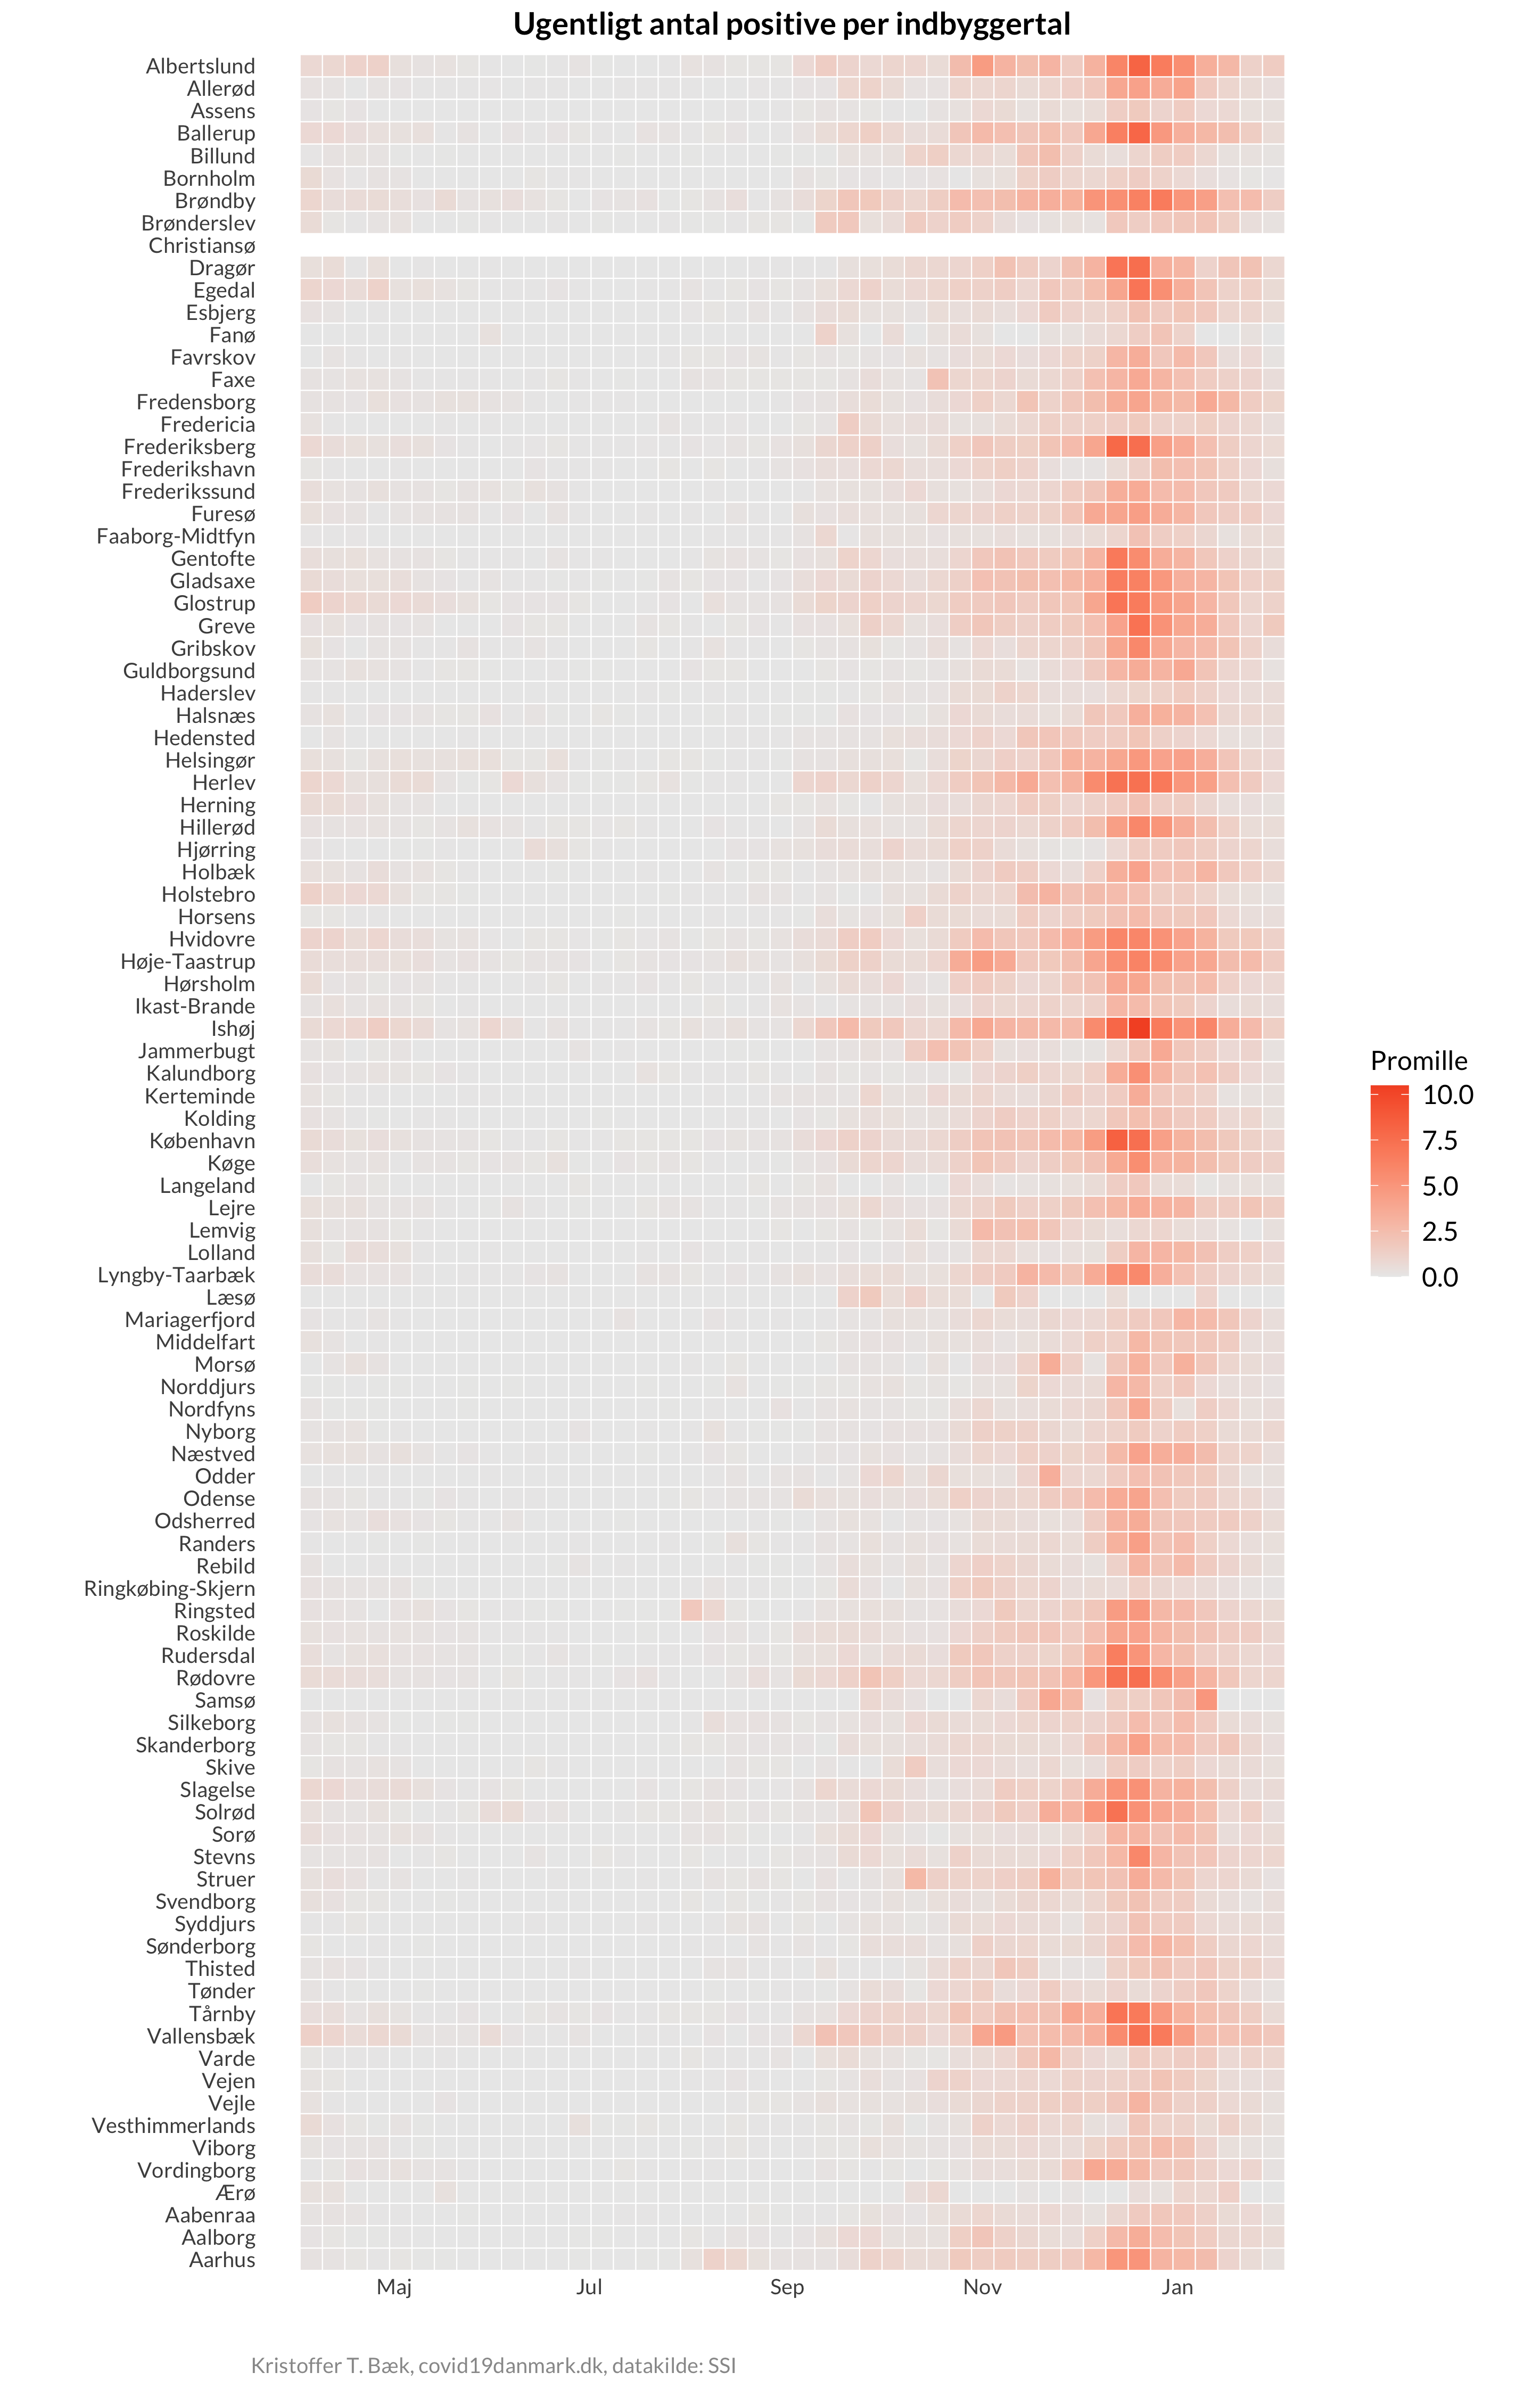 Ugentligt antal positive per indbyggertal
Albertslund
Allerød
Assens
Ballerup
Billund
Bornholm
Brøndby
Brønderslev
Christiansø
Dragør
Egedal
Esbjerg
Fanø
Favrskov
Faxe
Fredensborg
Fredericia
Frederiksberg
Frederikshavn
Frederikssund
Furesø
Faaborg-Midtfyn
Gentofte
Gladsaxe
Glostrup
Greve
Gribskov
Guldborgsund
Haderslev
Halsnæs
Hedensted
Helsingør
Herlev
Herning
Hillerød
Hjørring
Holbæk
Holstebro
Horsens
Hvidovre
Høje-Taastrup
Hørsholm
Ikast-Brande
Ishøj
Jammerbugt
Kalundborg
Kerteminde
Kolding
København
Køge
Langeland
Lejre
Lemvig
Lolland
Lyngby-Taarbæk
Læsø
Mariagerfjord
Middelfart
Morsø
Norddjurs
Nordfyns
Nyborg
Næstved
Odder
Odense
Odsherred
Randers
Rebild
Ringkøbing-Skjern
Ringsted
Roskilde
Rudersdal
Rødovre
Samsø
Silkeborg
Skanderborg
Skive
Slagelse
Solrød
Sorø
Stevns
Struer
Svendborg
Syddjurs
Sønderborg
Thisted
Tønder
Tårnby
Vallensbæk
Varde
Vejen
Vejle
Vesthimmerlands
Viborg
Vordingborg
Ærø
Aabenraa
Aalborg
Aarhus
Maj Jul Sep Nov Jan
Promille
10.0
7.5
5.0
2.5
0.0
Kristoffer T. Bæk, covid19danmark.dk, datakilde: SSI